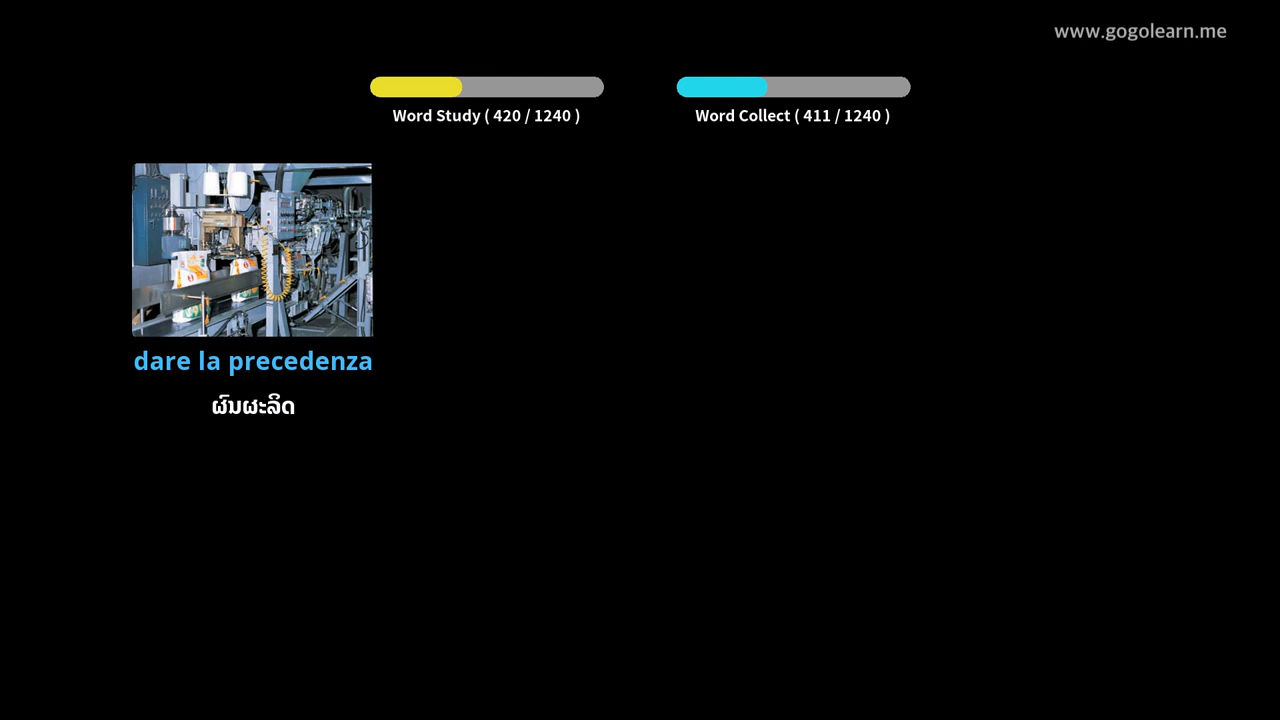 www.gogolearn.me
Word Study ( 420 / 1240 )
Word Collect ( 411 / 1240 )
dare la precedenza
ຜົນຜະລິດ